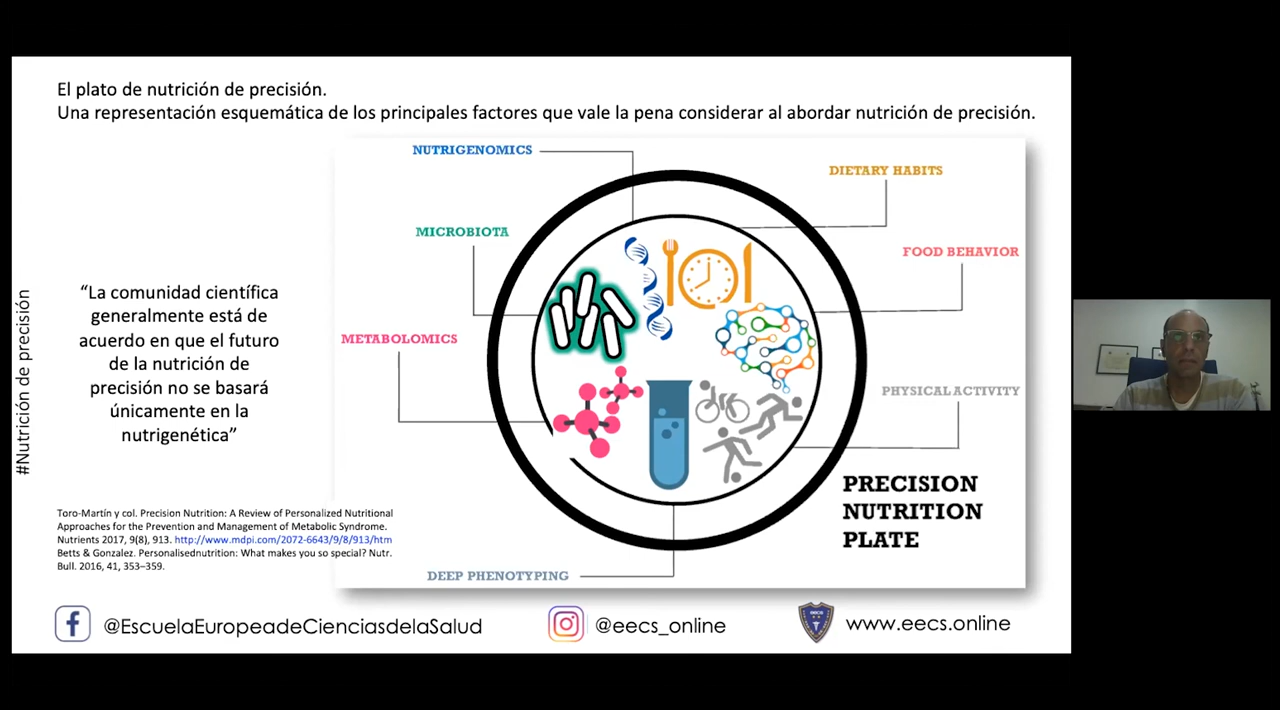 El plato de nutrición de precisión.
Una representación esquemática de los principales factores que vale la pena considerar al abordar nutrición de precisión.
#Nutrición de precisión
“La comunidad científica
generalmente está de
acuerdo en que el futuro
de la nutrición de
precisión no se basará
únicamente en la
nutrigenética”
NUTRIGENOMICS
DIETARY HABITS
MICROBIOTA
FOOD BEHAVIOR
METABOLOMICS
PHYSICAL ACTIVITY
PRECISION
NUTRITION
PLATE
DEEP PHENOTYPING
Toro-Martín y col. Precision Nutrition: A Review of Personalized Nutritional
Approaches for the Prevention and Management of Metabolic Syndrome.
Nutrients 2017, 9(8), 913. http://www.mdpi.com/2072-6643/9/8/913/htm
Betts & Gonzalez. Personalisednutrition: What makes you so special? Nutr.
Bull. 2016, 41, 353–359.
@EscuelaEuropeadeCienciasdelaSalud
@eecs_online
www.eecs.online